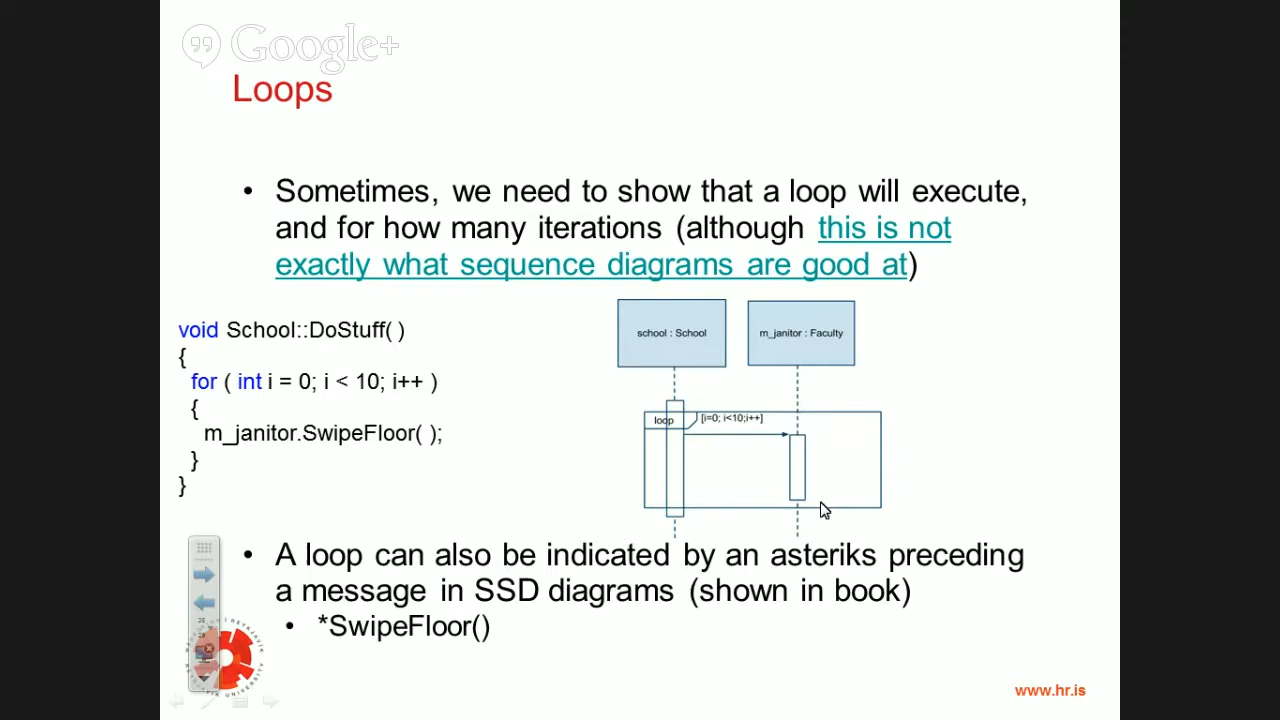 Google+
Loops
• Sometimes, we need to show that a loop will execute,
and for how many iterations (although this is not
exactly what sequence diagrams are good at)
void School::DoStuff( )
{
for ( int i = 0; i < 10; i++ )
{
m_janitor.SwipeFloor( );
}
}
school : School
m_janitor : Faculty
loop
[i=0; i<10;i++]
• A loop can also be indicated by an asteriks preceding
a message in SSD diagrams (shown in book)
• *SwipeFloor()
www.hr.is